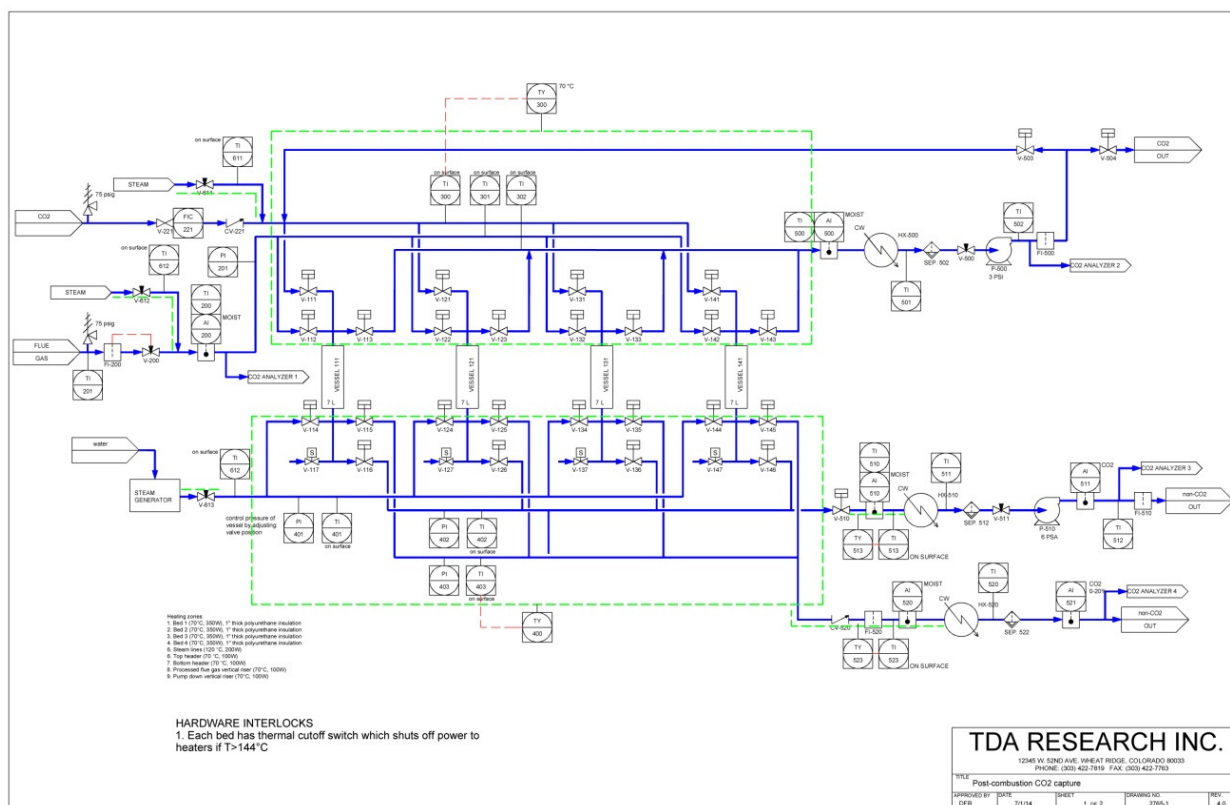 TY
300
70 °C
on surface
TI
611
STEAM
V-511
75 psig
CO2
V-221
FIC
221
CV-221
on surface
TI
300
on surface
TI
301
on surface
TI
302
V-503
V-504
CO2
OUT
TI
500
AI
500
MOIST
CW
HX-500
TI
501
SEP. 502
V-500
P-500
3 PSI
TI
502
FI-500
CO2 ANALYZER 2
on surface
TI
612
PI
201
STEAM
V-612
TI
200
AI
200
MOIST
75 psig
FLUE
GAS
TI
201
FI-200
V-200
CO2 ANALYZER 1
V-111
V-121
V-131
V-141
V-112
V-113
V-122
V-123
V-132
V-133
V-142
V-143
VESSEL 111
7 L
VESSEL 121
7 L
VESSEL 131
7 L
VESSEL 141
7 L
V-114
V-115
V-124
V-125
V-134
V-135
V-144
V-145
S
V-117
V-116
S
V-127
V-126
S
V-137
V-136
S
V-147
V-146
water
STEAM
GENERATOR
V-613
on surface
TI
612
control pressure of
vessel by adjusting
valve position
PI
401
TI
401
on surface
PI
402
TI
402
on surface
PI
403
TI
403
on surface
TY
400
V-510
TI
510
AI
510
MOIST
CW
TI
511
HX-510
TY
513
TI
513
ON SURFACE
SEP. 512
V-511
P-510
6 PSA
AI
511
CO2
CO2 ANALYZER 3
FI-510
non-CO2
OUT
TI
512
CV-520
FI-520
AI
520
MOIST
CW
TI
520
HX-520
TY
523
TI
523
ON SURFACE
SEP. 522
AI
521
CO2
CO2 ANALYZER 4
non-CO2
OUT
Heating zones
1. Bed 1 (70°C, 350W), 1" thick polyurethane insulation
2. Bed 2 (70°C, 350W), 1" thick polyurethane insulation
3. Bed 3 (70°C, 350W), 1" thick polyurethane insulation
4. Bed 4 (70°C, 350W), 1" thick polyurethane insulation
5. Steam lines (120 °C, 200W)
6. Top header (70 °C, 100W)
7. Bottom header (70 °C, 100W)
8. Processed flue gas vertical riser (70°C, 100W)
9. Pump down vertical riser (70°C, 100W)
HARDWARE INTERLOCKS
1. Each bed has thermal cutoff switch which shuts off power to
heaters if T>144°C
TDA RESEARCH INC.
12345 W. 52ND AVE. WHEAT RIDGE, COLORADO 80033
PHONE: (303) 422-7819 FAX: (303) 422-7763
TITLE
Post-combustion CO2 capture
APPROVED BY
DATE
SHEET
DRAWING NO.
REV.
DFB
7/1/14
1 or 2
2765-1
4.0